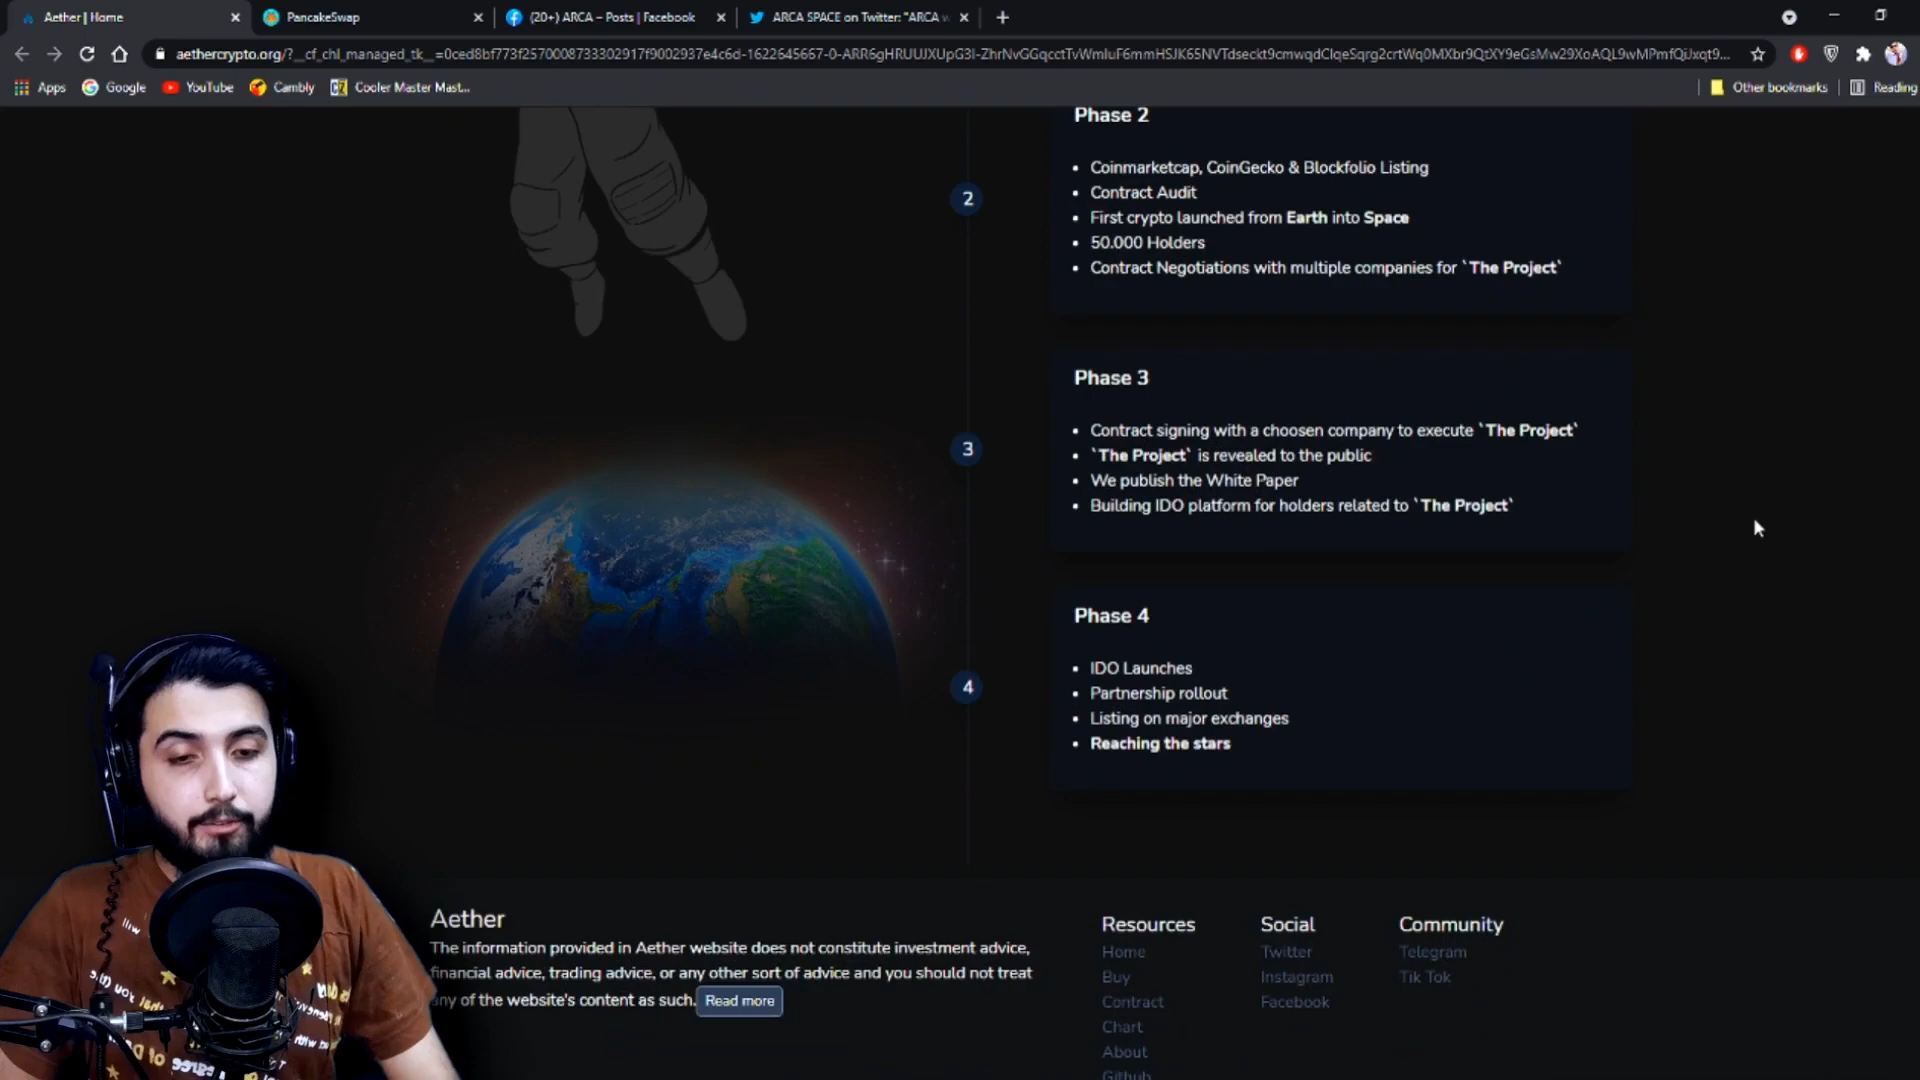 Aether | Home
PancakeSwap
(20+) ARCA – Posts | Facebook
ARCA SPACE on Twitter: "ARCA w
aethercrypto.org/?__cf_chl_managed_tk__=0ced8bf773f2570008733302917f9002937e4c6d-1622645667-0-
Apps
Google
YouTube
Cambly
Cooler Master Mast...
Other bookmarks
Reading
Phase 2
• Coinmarketcap, CoinGecko & Blockfolio Listing
• Contract Audit
2
• First crypto launched from Earth into Space
• 50.000 Holders
• Contract Negotiations with multiple companies for `The Project`
Phase 3
• Contract signing with a choosen company to execute `The Project`
3
• `The Project` is revealed to the public
• We publish the White Paper
• Building IDO platform for holders related to `The Project`
Phase 4
• IDO Launches
4
• Partnership rollout
• Listing on major exchanges
• Reaching the stars
Aether
The information provided in Aether website does not constitute investment advice,
financial advice, trading advice, or any other sort of advice and you should not treat
any of the website's content as such. Read more
Resources
Home
Buy
Contract
Chart
About
Github
Social
Twitter
Instagram
Facebook
Community
Telegram
Tik Tok